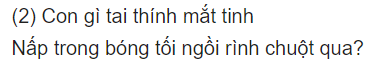 (2) Con gì tai thính mắt tinh
Nấp trong bóng tối ngồi rình chuột qua?